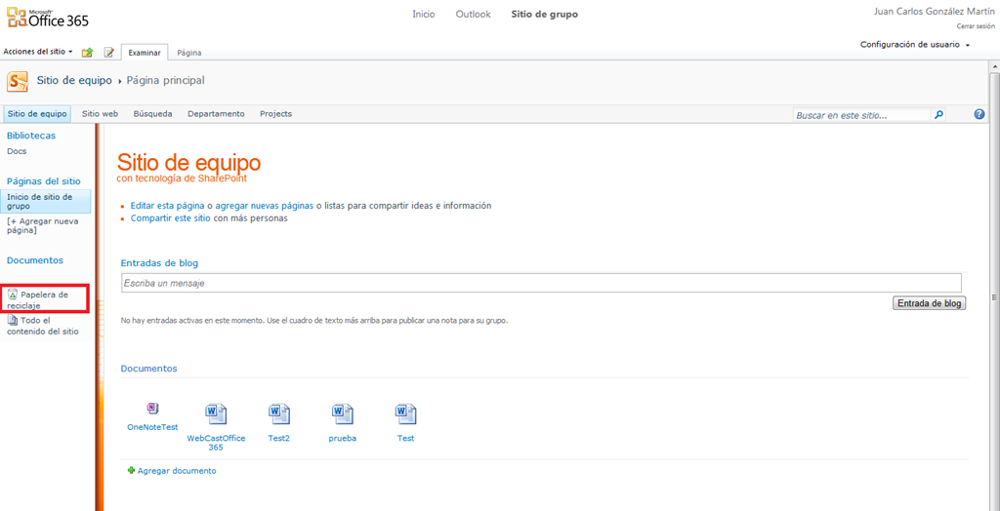 Microsoft
Office 365
Inicio Outlook Sitio de grupo
Juan Carlos González Martín
Cerrar sesión
Acciones del sitio Examinar Página
Configuración de usuario
Sitio de equipo Página principal
Sitio de equipo Sitio web Búsqueda Departamento Projects
Buscar en este sitio...
Bibliotecas
Docs
Páginas del sitio
Inicio de sitio de
grupo
[+ Agregar nueva
página]
Documentos
Papelera de
reciclaje
Todo el
contenido del sitio
Sitio de equipo
con tecnología de SharePoint
Editar esta página o agregar nuevas páginas o listas para compartir ideas e información
Compartir este sitio con más personas
Entradas de blog
Escriba un mensaje
Entrada de blog
No hay entradas activas en este momento. Use el cuadro de texto más arriba para publicar una nota para su grupo.
Documentos
OneNoteTest
WebCastOffice
365
Test2
prueba
Test
Agregar documento